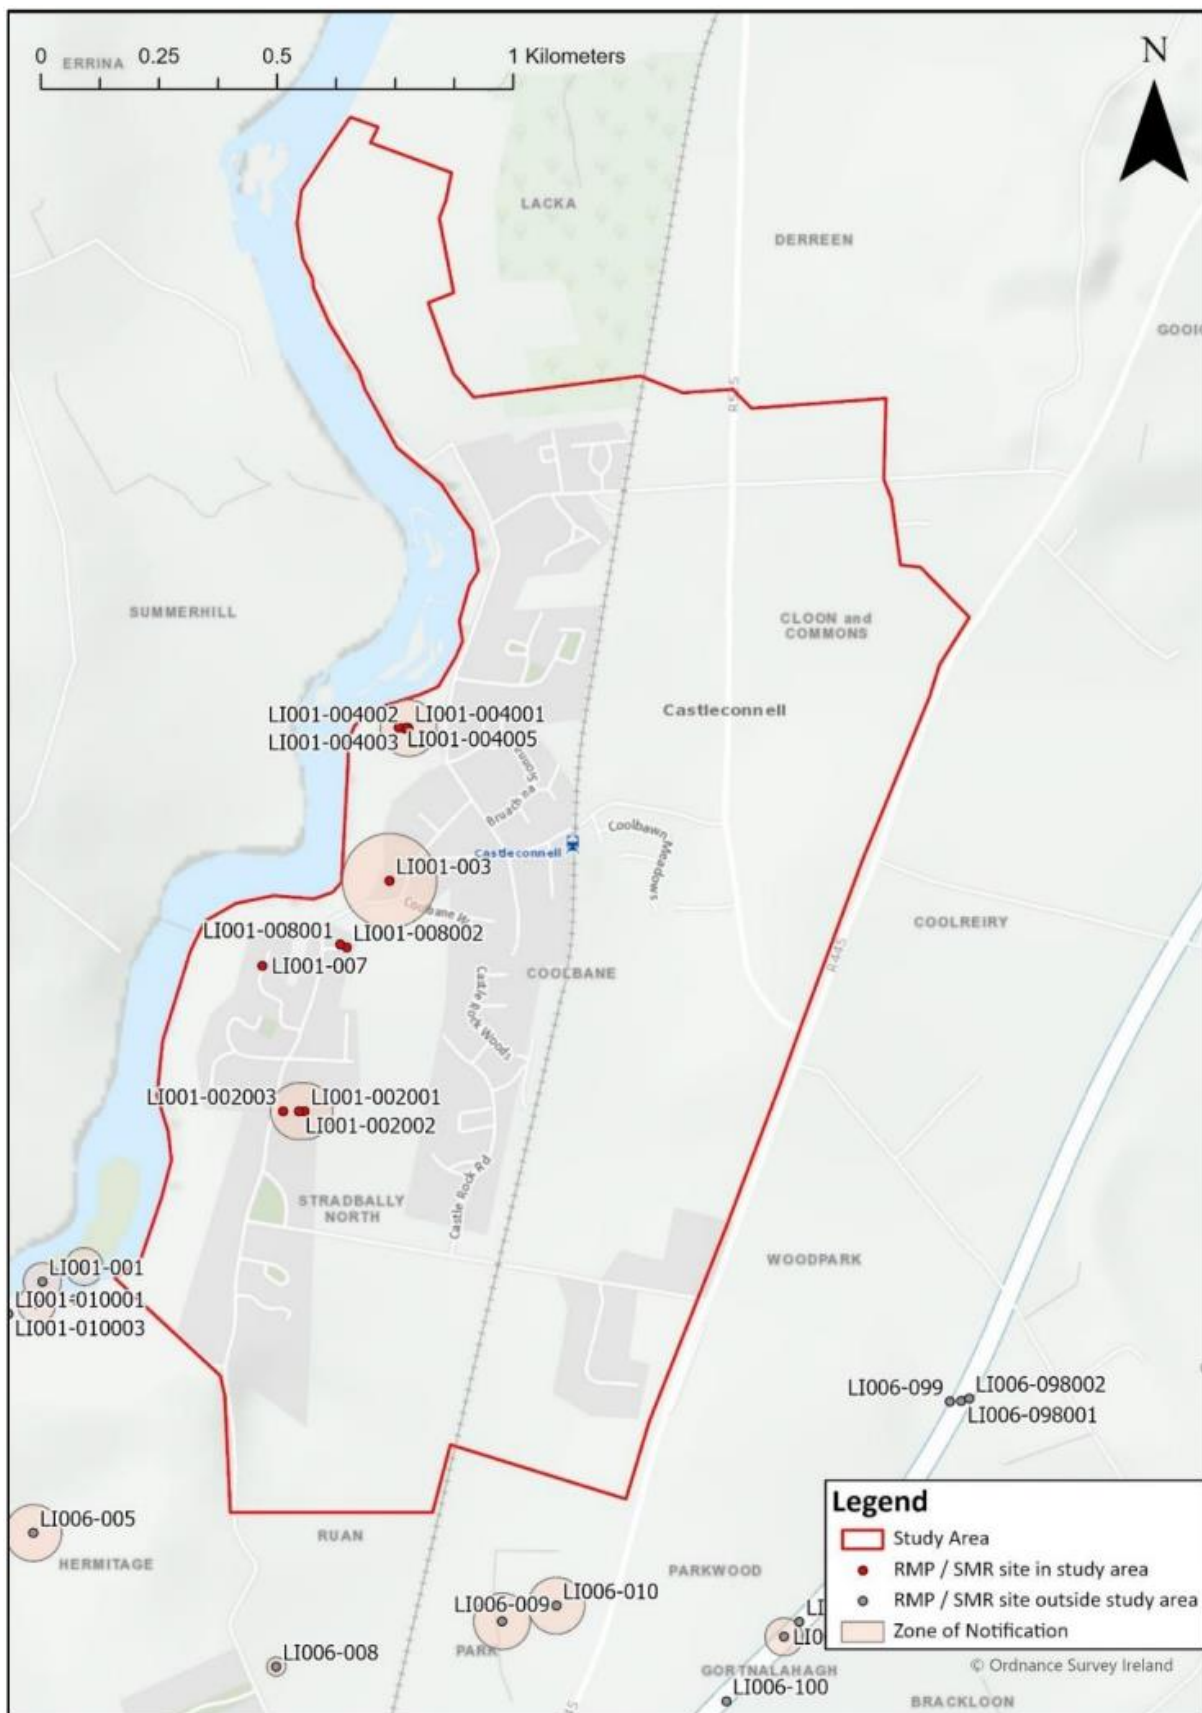 0 0.25 0.5 1 Kilometers
ERRINA
N
LACKA
DERREEN
SUMMERHILL
CLOON and
COMMONS
Castleconnell
LI001-004002 LI001-004001
LI001-004003 LI001-004005
Bruach na
Coolbawn Meadows
Castleconnell
LI001-003
COOLREIRY
LI001-008001
LI001-008002
R445
LI001-007
COOLBANE
Castle Rock Woods
LI001-002003 LI001-002001
LI001-002002
Castle Rock Rd
STRADBALLY
NORTH
WOODPARK
LI001-001
LI001-010001
LI001-010003
LI006-099 LI006-098002
LI006-098001
Legend
Study Area
RMP / SMR site in study area
RMP / SMR site outside study area
Zone of Notification
LI006-005
RUAN
HERMITAGE
PARKWOOD
LI006-009 LI006-010
PARK
LI006-008
GORTNALAHAGH
© Ordnance Survey Ireland
LI006-100
BRACKLOON